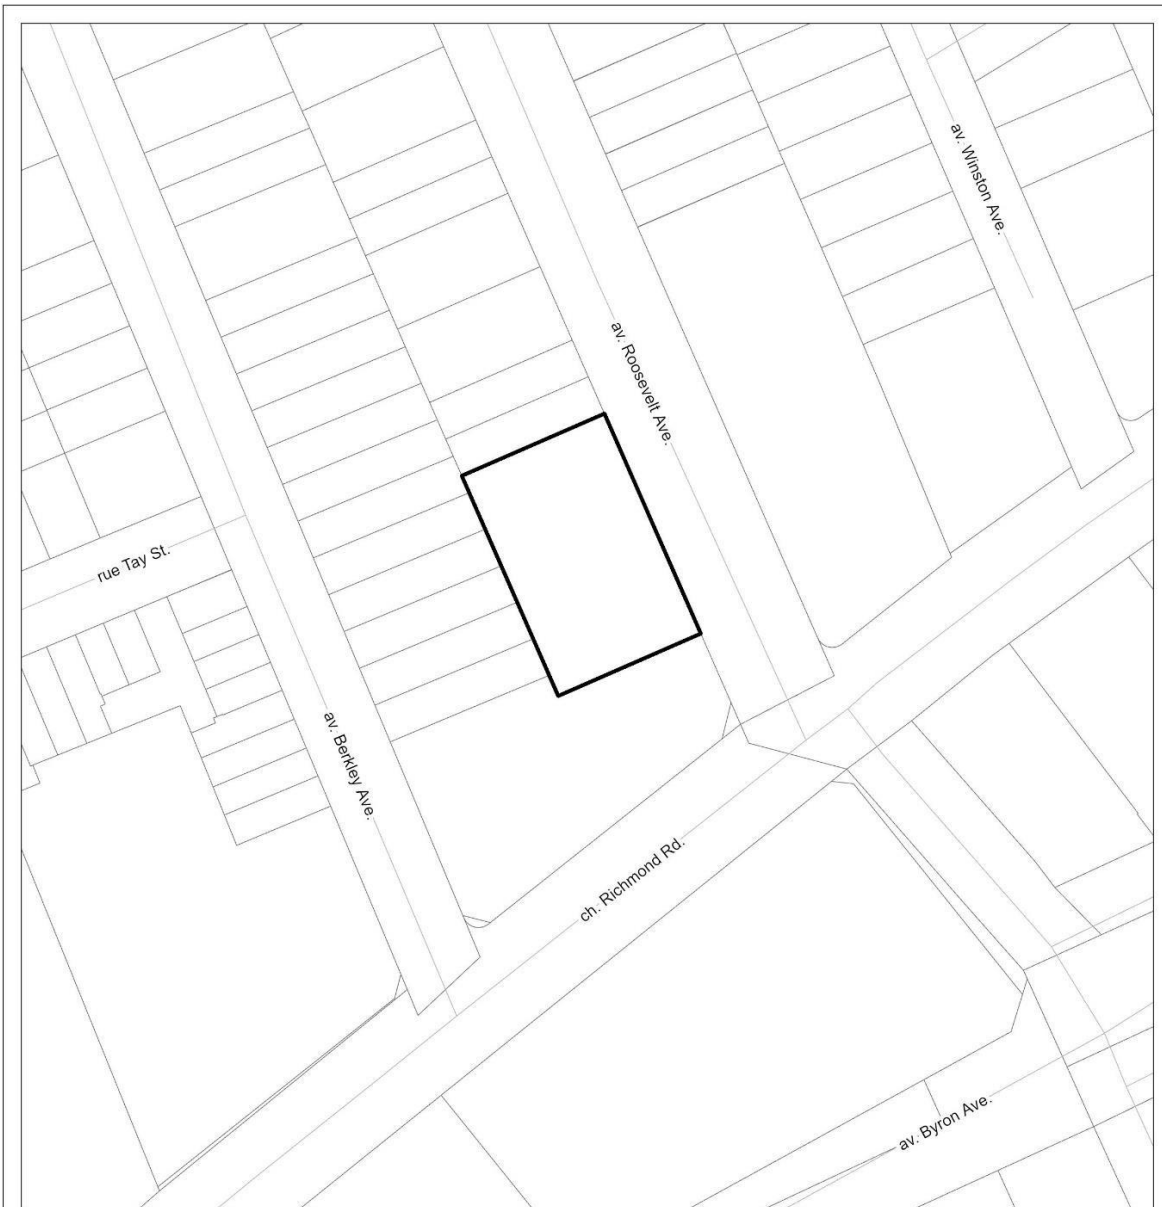 av. Winston Ave.
av. Roosevelt Ave.
rue Tay St.
av. Berkley Ave.
ch. Richmond Rd.
av. Byron Ave.